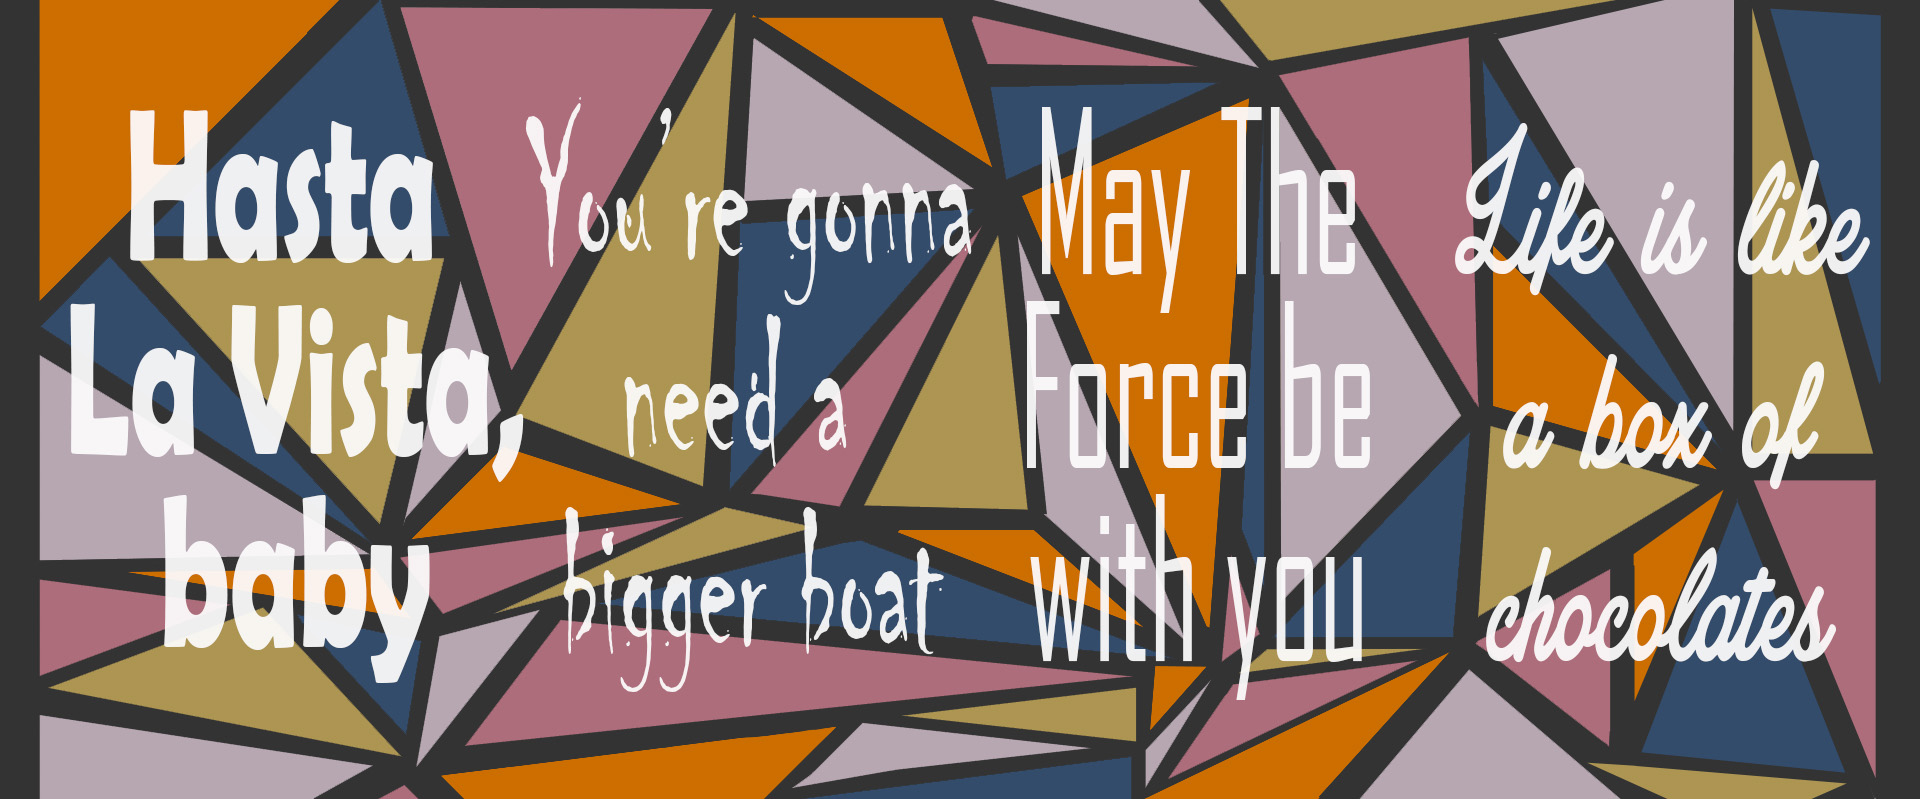 Hasta
La Vista,
baby
You're gonna
need a
bigger boat
May The
Force be
with you
Life is like
a box of
chocolates